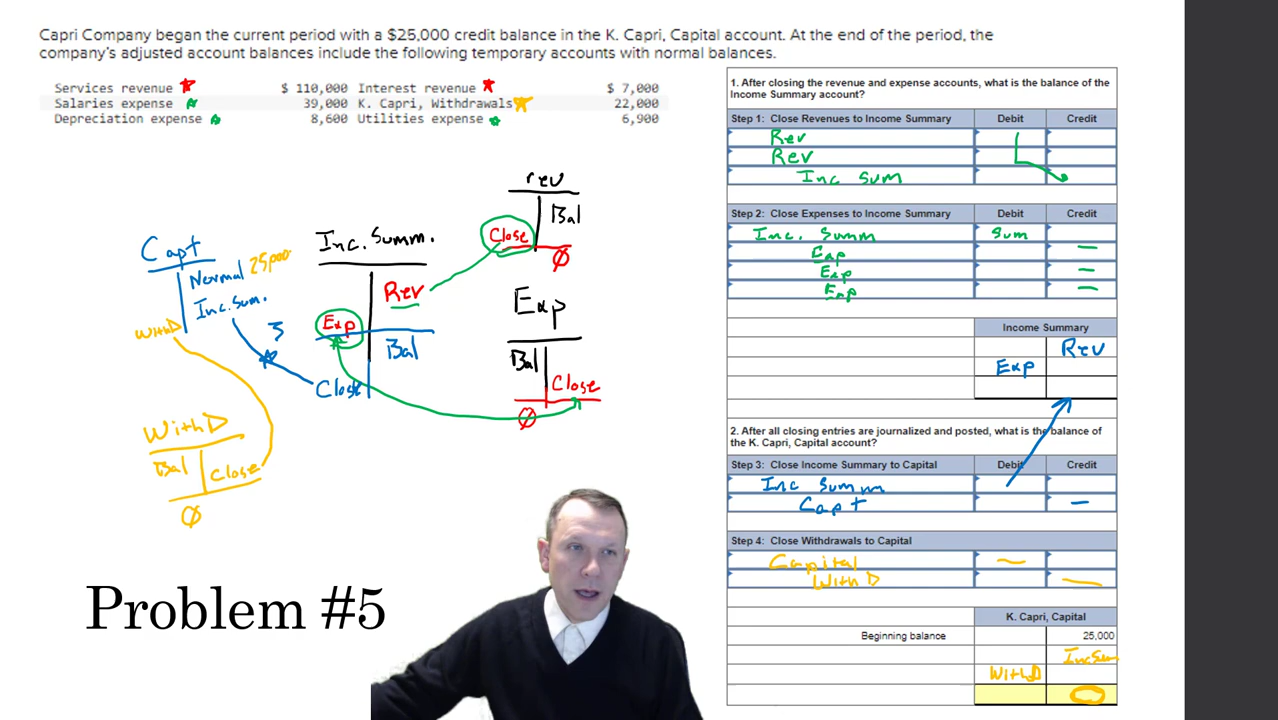 Capri Company began the current period with a $25,000 credit balance in the K. Capri, Capital account. At the end of the period, the
company's adjusted account balances include the following temporary accounts with normal balances.
Services revenue $ 110,000 Interest revenue $ 7,000
Salaries expense 39,000 K. Capri, Withdrawals 22,000
Depreciation expense 8,600 Utilities expense 6,900
Capt
Normal 25,000
Inc. Sum.
WithD
3
WithD
Bal Close
Ø
Inc. Summ.
Rev
Exp
Bal
Close
rev
Bal
Close
Ø
Exp
Bal
Close
Ø
Problem #5
1. After closing the revenue and expense accounts, what is the balance of the
Income Summary account?
Step 1: Close Revenues to Income Summary Debit Credit
Rev
Rev
Inc Sum
Step 2: Close Expenses to Income Summary Debit Credit
Inc. Summ Sum
Exp
Exp
Exp
Income Summary
Rev
Exp
2. After all closing entries are journalized and posted, what is the balance of
the K. Capri, Capital account?
Step 3: Close Income Summary to Capital Debit Credit
Inc Summ
Capt
Step 4: Close Withdrawals to Capital
Capital
WithD
K. Capri, Capital
Beginning balance 25,000
IncSum
WithD